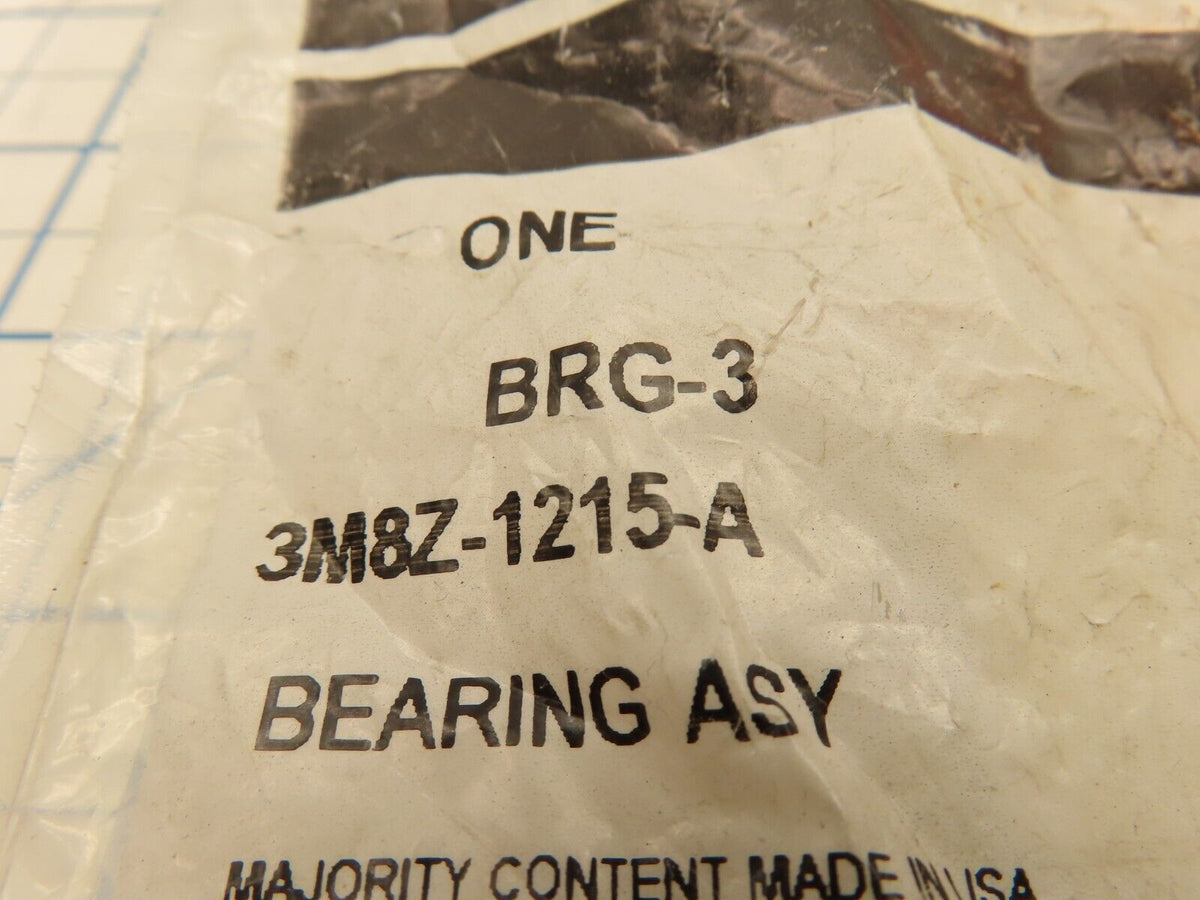 ONE
BRG-3
3M8Z-1215-A
BEARING ASY
MAJORITY CONTENT MADE IN USA